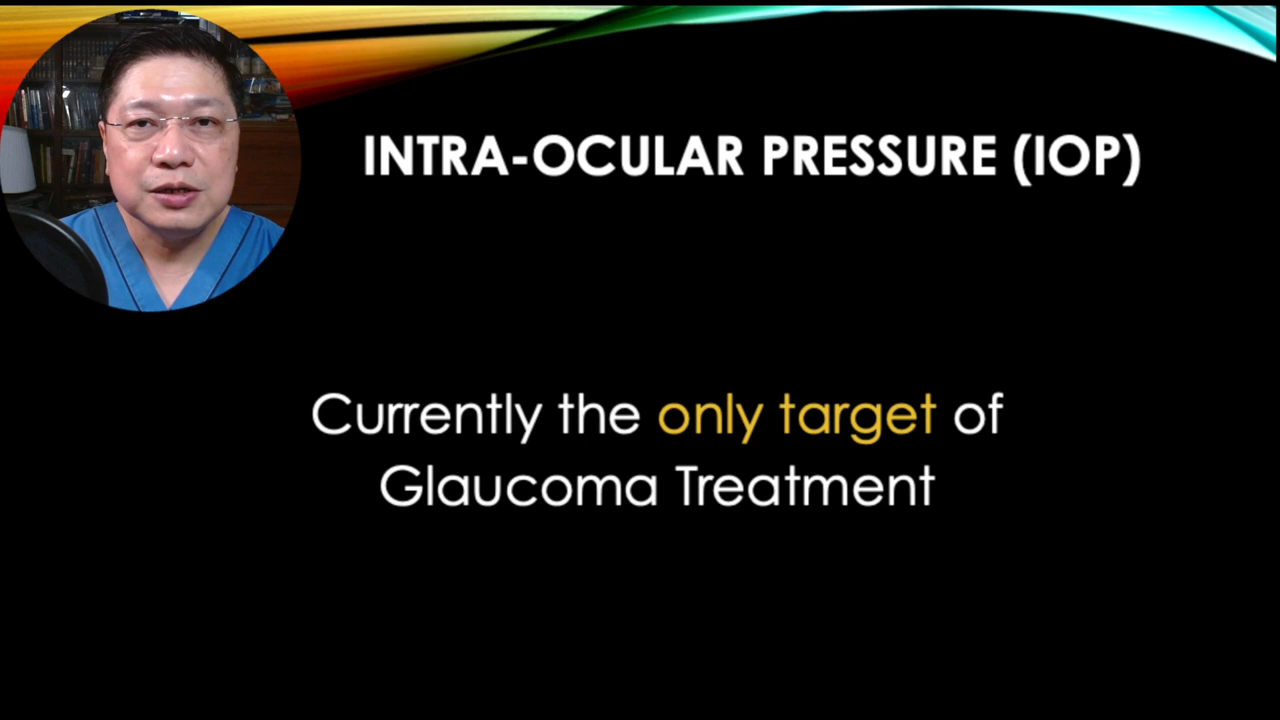 INTRA-OCULAR PRESSURE (IOP)
Currently the only target of
Glaucoma Treatment